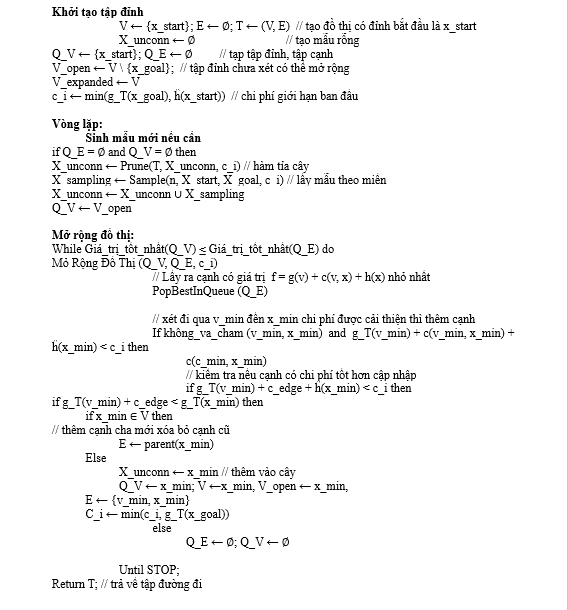 Khởi tạo tập đỉnh
V ← {x_start}; E ← ∅; T ← (V, E) // tạo đồ thị có đỉnh bắt đầu là x_start
X_unconn ← ∅ // tạo mẫu rỗng
Q_V ← {x_start}; Q_E ← ∅ // tạp tập đỉnh, tập cạnh
V_open ← V \ {x_goal}; // tập đỉnh chưa xét có thể mở rộng
V_expanded ← V
c_i ← min(g_T(x_goal), ĥ(x_start)) // chi phí giới hạn ban đầu
Vòng lặp:
Sinh mẫu mới nếu cần
if Q_E = ∅ and Q_V = ∅ then
X_unconn ← Prune(T, X_unconn, c_i) // hàm tỉa cây
X_sampling ← Sample(n, X_start, X_goal, c_i) // lấy mẫu theo miền
X_unconn ← X_unconn ∪ X_sampling
Q_V ← V_open
Mở rộng đồ thị:
While Giá_trị_tốt_nhất(Q_V) ≤ Giá_trị_tốt_nhất(Q_E) do
Mở Rộng Đồ Thị (Q_V, Q_E, c_i)
// Lấy ra cạnh có giá trị f = g(v) + c(v, x) + h(x) nhỏ nhất
PopBestInQueue (Q_E)
// xét đi qua v_min đến x_min chi phí được cải thiện thì thêm cạnh
If không_va_cham (v_min, x_min) and g_T(v_min) + c(v_min, x_min) +
ĥ(x_min) < c_i then
c(c_min, x_min)
// kiểm tra nếu cạnh có chi phí tốt hơn cập nhập
if g_T(v_min) + c_edge + h(x_min) < c_i then
if g_T(v_min) + c_edge < g_T(x_min) then
if x_min ∈ V then
// thêm cạnh cha mới xóa bỏ cạnh cũ
E ← parent(x_min)
Else
X_unconn ← x_min // thêm vào cây
Q_V ← x_min; V ←x_min, V_open ← x_min,
E ← {v_min, x_min}
C_i ← min(c_i, g_T(x_goal))
else
Q_E ← ∅; Q_V ← ∅
Until STOP;
Return T; // trả về tập đường đi